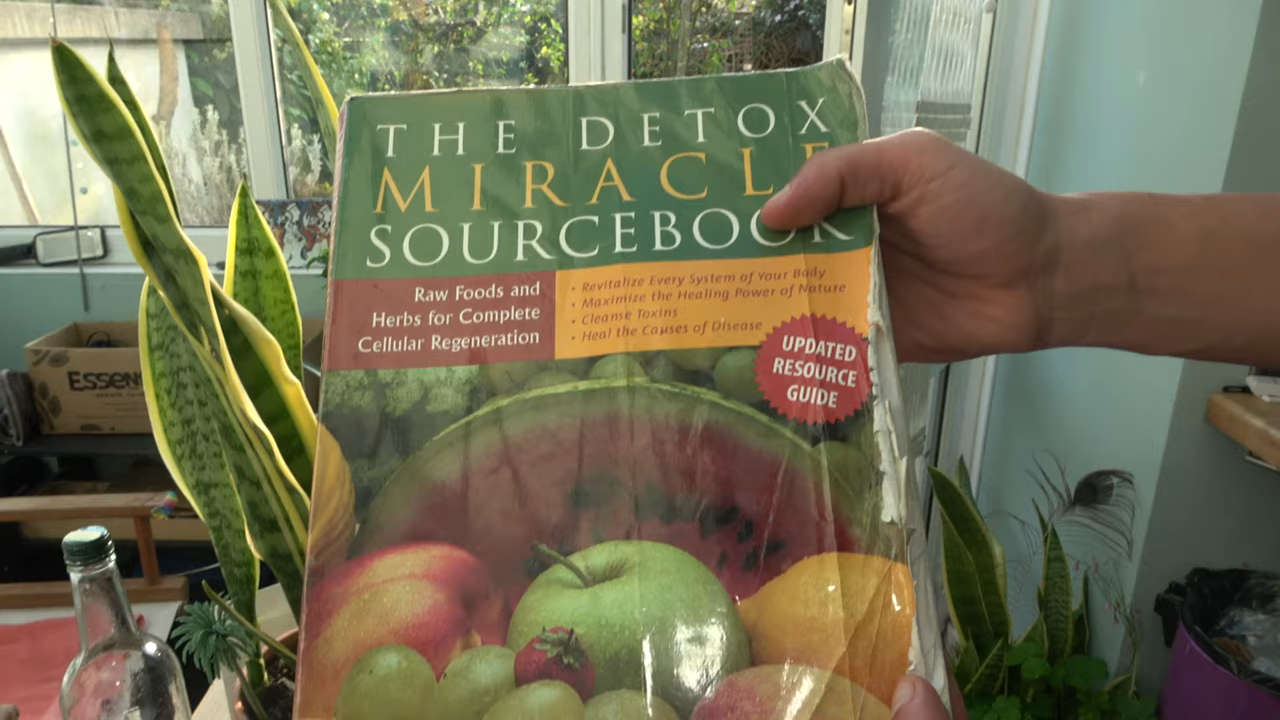 THE DETOX
MIRACLE
SOURCEBOOK
Raw Foods and
Herbs for Complete
Cellular Regeneration
• Revitalize Every System of Your Body
• Maximize the Healing Power of Nature
• Cleanse Toxins
• Heal the Causes of Disease
UPDATED
RESOURCE
GUIDE